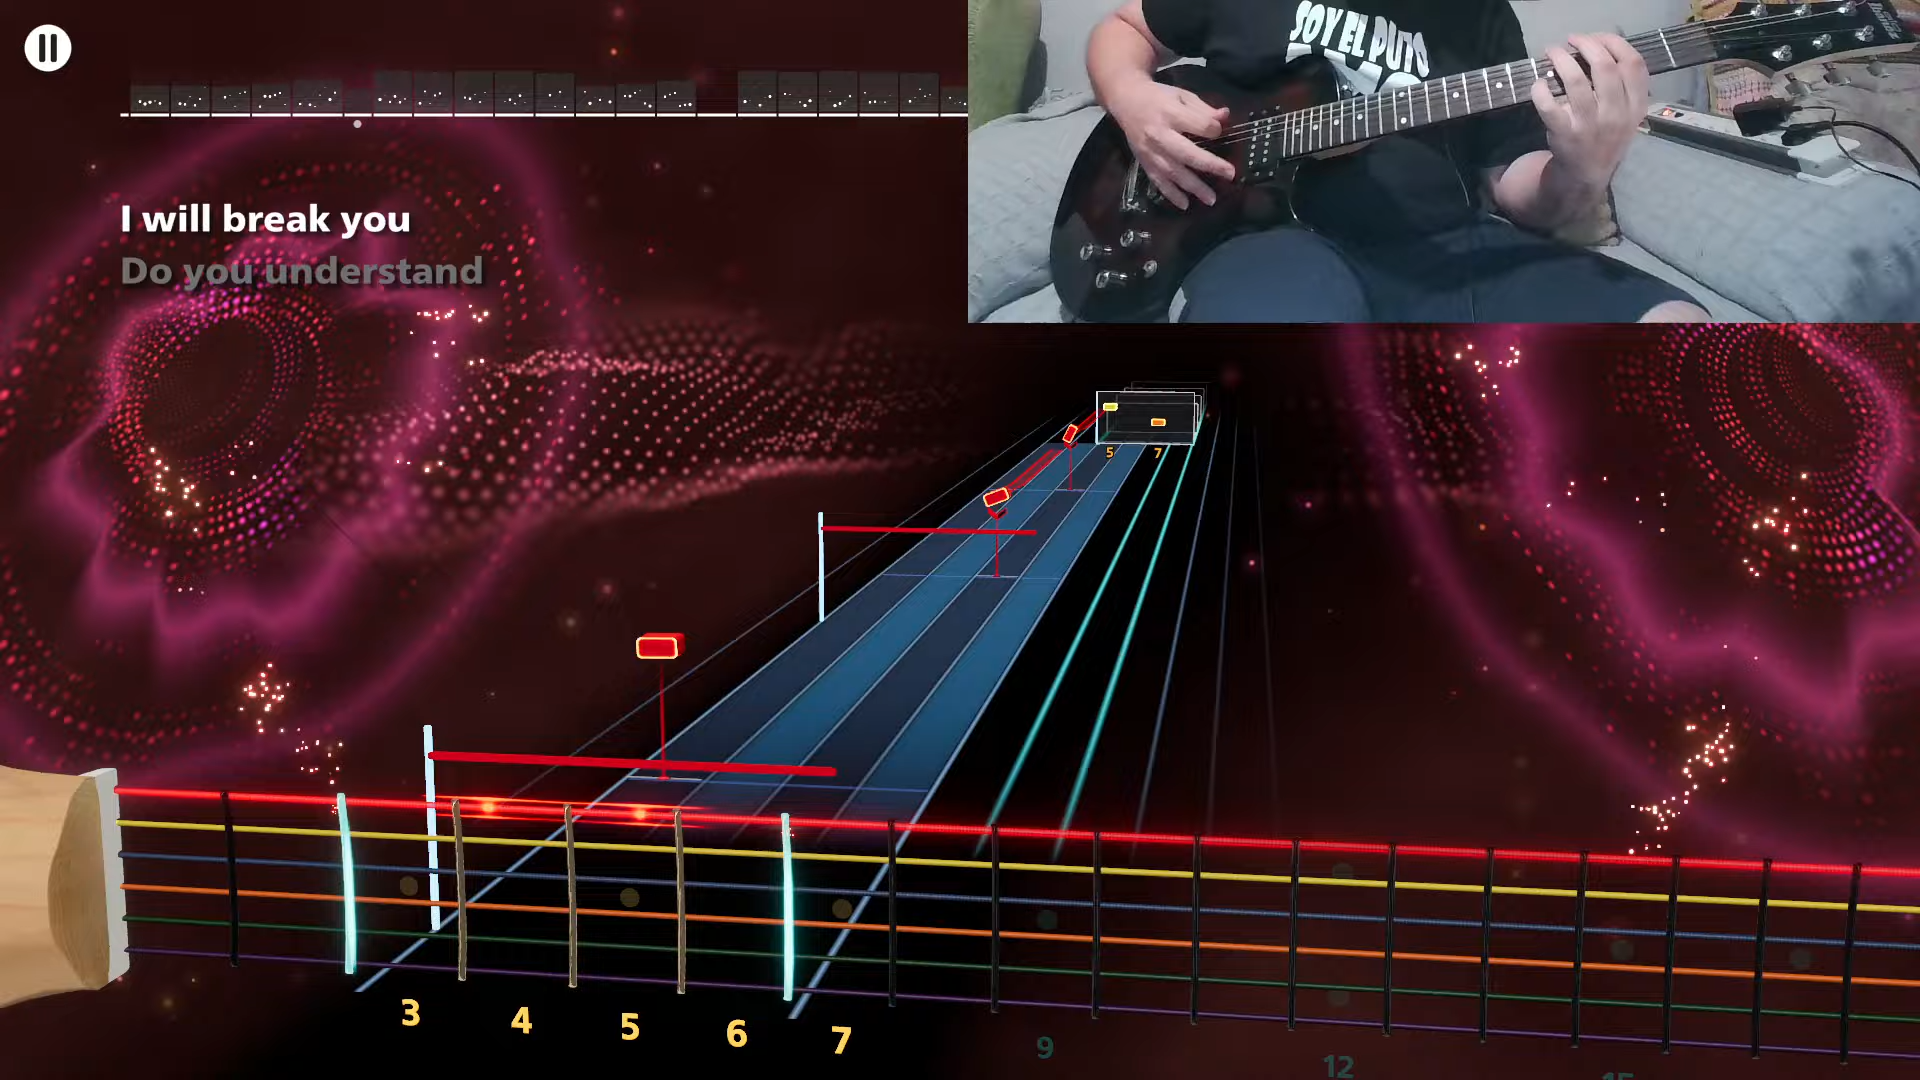 SOY EL PUTO
I will break you
Do you understand
5 7
3 4 5 6 7 9 12